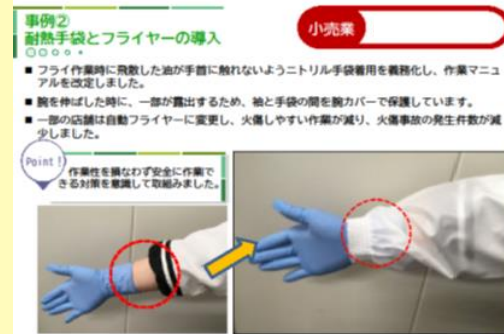 事例②
耐熱手袋とフライヤーの導入
小売業
■ フライ作業時に飛散した油が手首に触れないようニトリル手袋着用を義務化し、作業マニュ
アルを改定しました。
■ 腕を伸ばした時に、一部が露出するため、袖と手袋の間を腕カバーで保護しています。
■ 一部の店舗は自動フライヤーに変更し、火傷しやすい作業が減り、火傷事故の発生件数が減
少しました。
Point !
作業性を損なわず安全に作業で
きる対策を意識して取組みました。